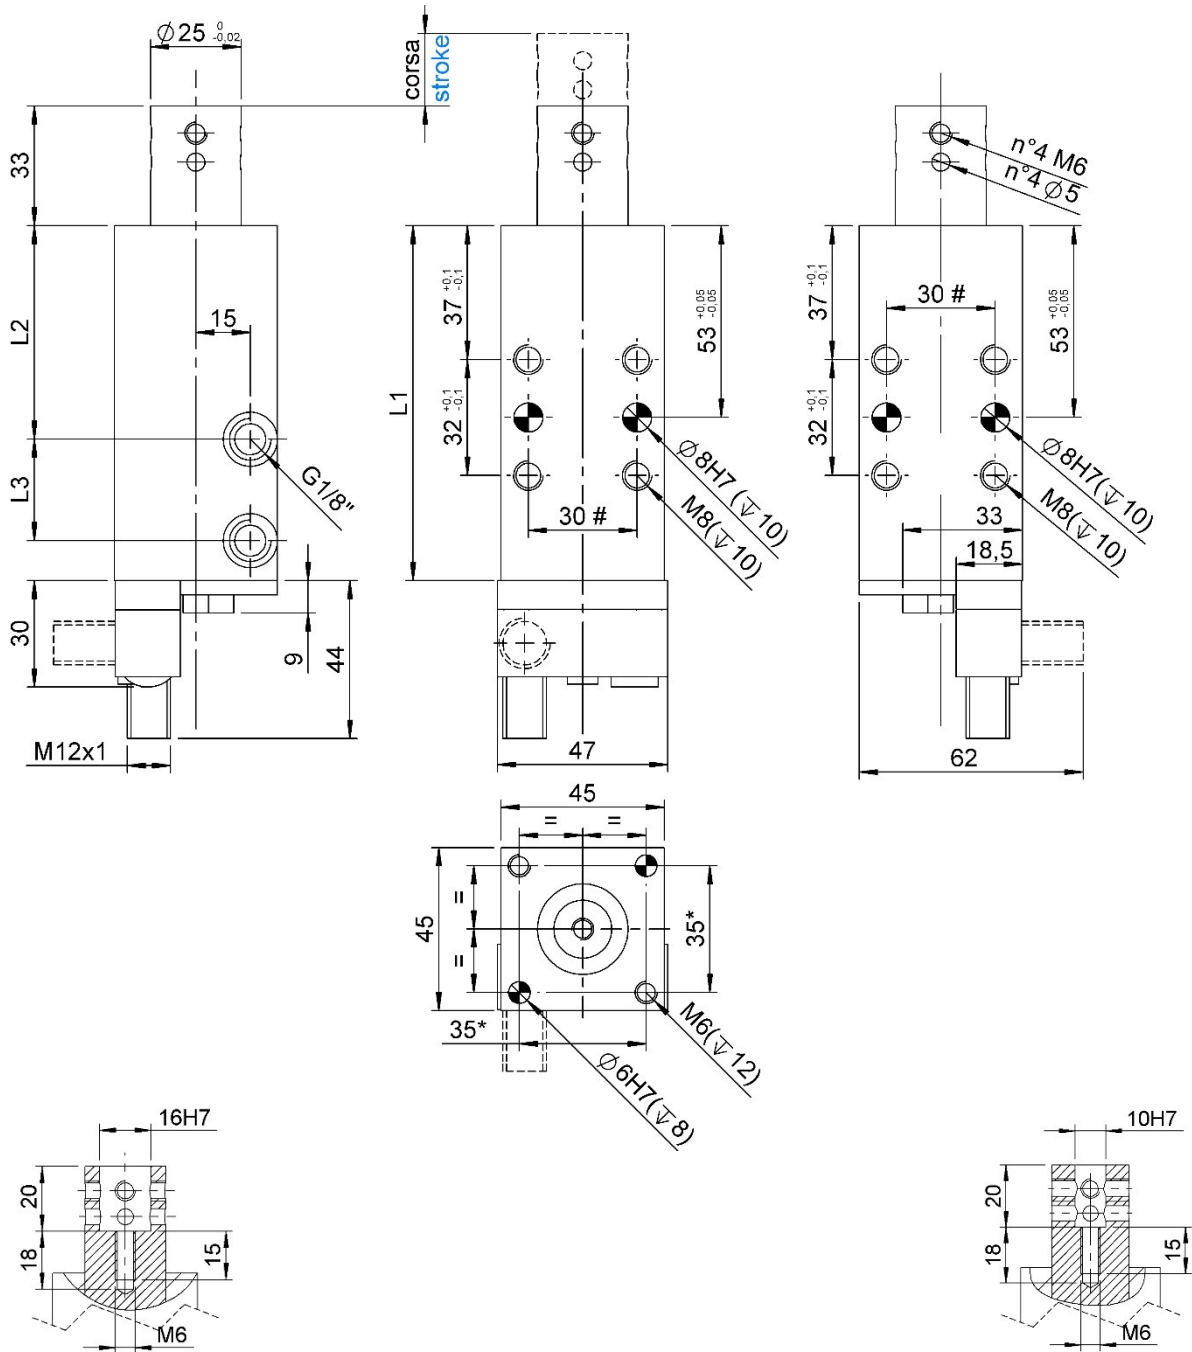 Ø25 0 -0,02
33
L2
15
L3
G1/8"
30
9
44
M12x1
corsa
stroke
L1
37 +0,1 -0,1
32 +0,1 -0,1
53 +0,05 -0,05
30 #
Ø8H7 (↧10)
M8(↧10)
47
n°4 M6
n°4 Ø5
37 +0,1 -0,1
30 #
53 +0,05 -0,05
32 +0,1 -0,1
Ø8H7(↧10)
33
M8(↧10)
18,5
62
45
= =
45
=
=
35*
35*
M6(↧12)
Ø6H7(↧8)
16H7
20
18
15
M6
10H7
20
18
15
M6